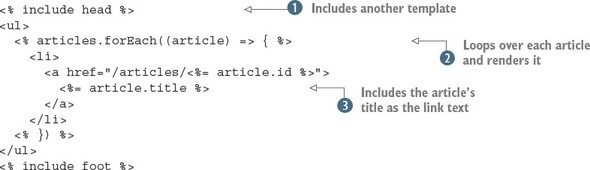 <% include head %>
1 Includes another template
<ul>
<% articles.forEach((article) => { %>
2 Loops over each article
and renders it
<li>
<a href="/articles/<%= article.id %>">
<%= article.title %>
3 Includes the article's
title as the link text
</a>
</li>
<% }) %>
</ul>
<% include foot %>